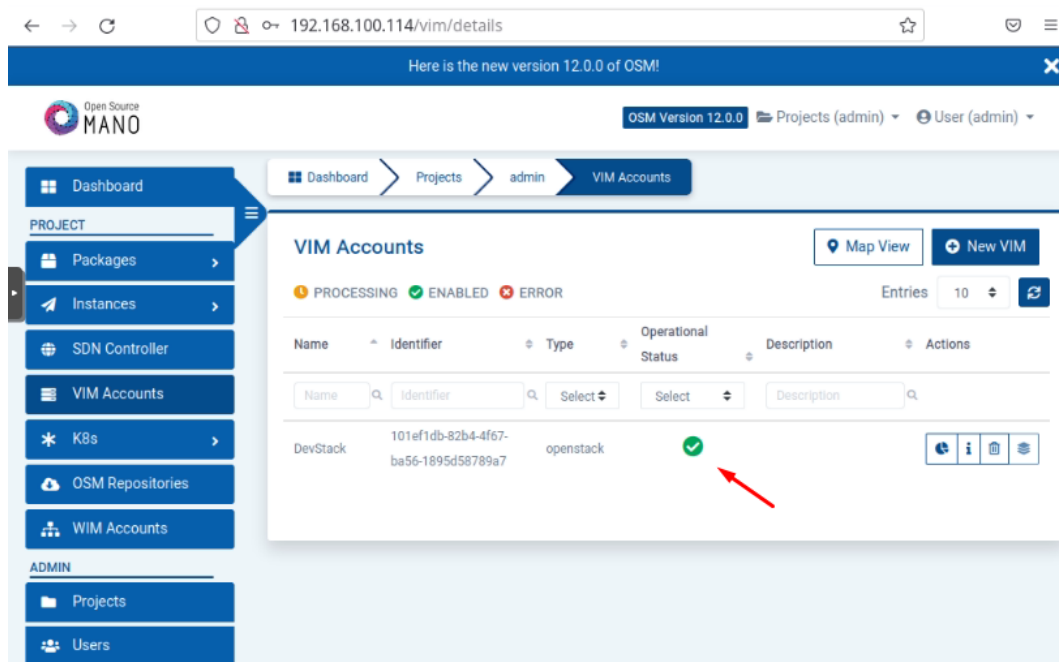 192.168.100.114/vim/details
Here is the new version 12.0.0 of OSM!
Open Source
MANO
OSM Version 12.0.0 Projects (admin) User (admin)
Dashboard
PROJECT
Packages
Instances
SDN Controller
VIM Accounts
K8s
OSM Repositories
WIM Accounts
ADMIN
Projects
Users
Dashboard Projects admin VIM Accounts
VIM Accounts
Map View New VIM
PROCESSING ENABLED ERROR
Entries 10
Name Identifier Type Operational Status Description Actions
Name Identifier Select Select Description
DevStack 101ef1db-82b4-4f67- openstack
ba56-1895d58789a7